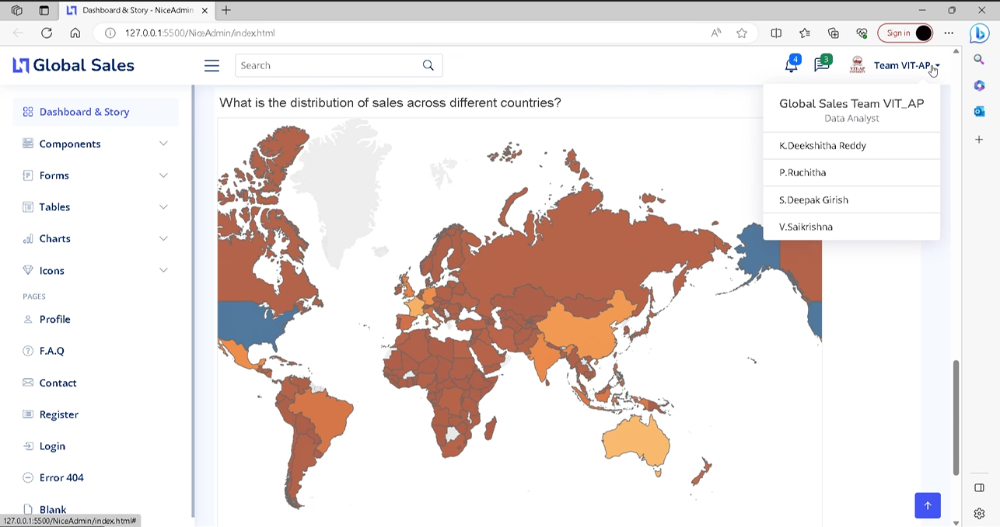 Dashboard & Story - NiceAdmin
127.0.0.1:5500/NiceAdmin/index.html
Sign in
Global Sales
Search
4
3
VIT-AP
UNIVERSITY
Team VIT-AP
Dashboard & Story
Components
Forms
Tables
Charts
Icons
PAGES
Profile
F.A.Q
Contact
Register
Login
Error 404
Blank
What is the distribution of sales across different countries?
Global Sales Team VIT_AP
Data Analyst
K.Deekshitha Reddy
P.Ruchitha
S.Deepak Girish
V.Saikrishna
127.0.0.1:5500/NiceAdmin/index.html#